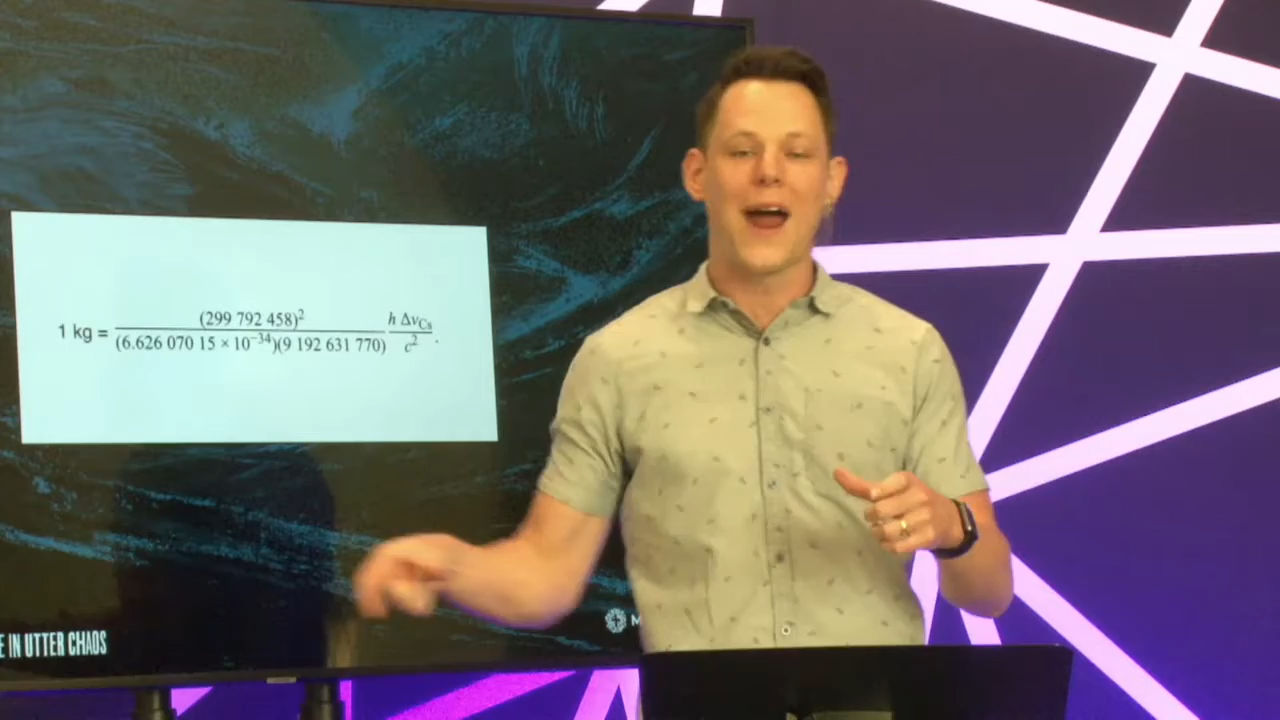 1 kg = (299 792 458)² / (6.626 070 15 × 10⁻³⁴)(9 192 631 770) h Δν_Cs / c².
E IN UTTER CHAOS
M